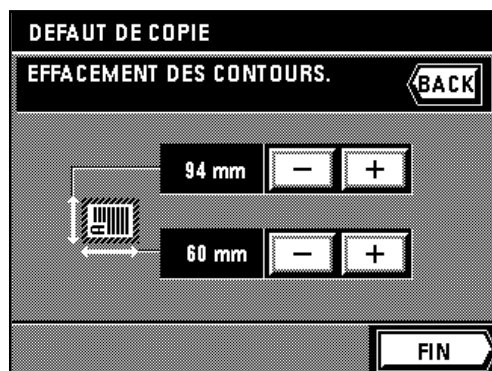 DEFAUT DE COPIE
EFFACEMENT DES CONTOURS.
BACK
94 mm
−
+
A
60 mm
−
+
FIN